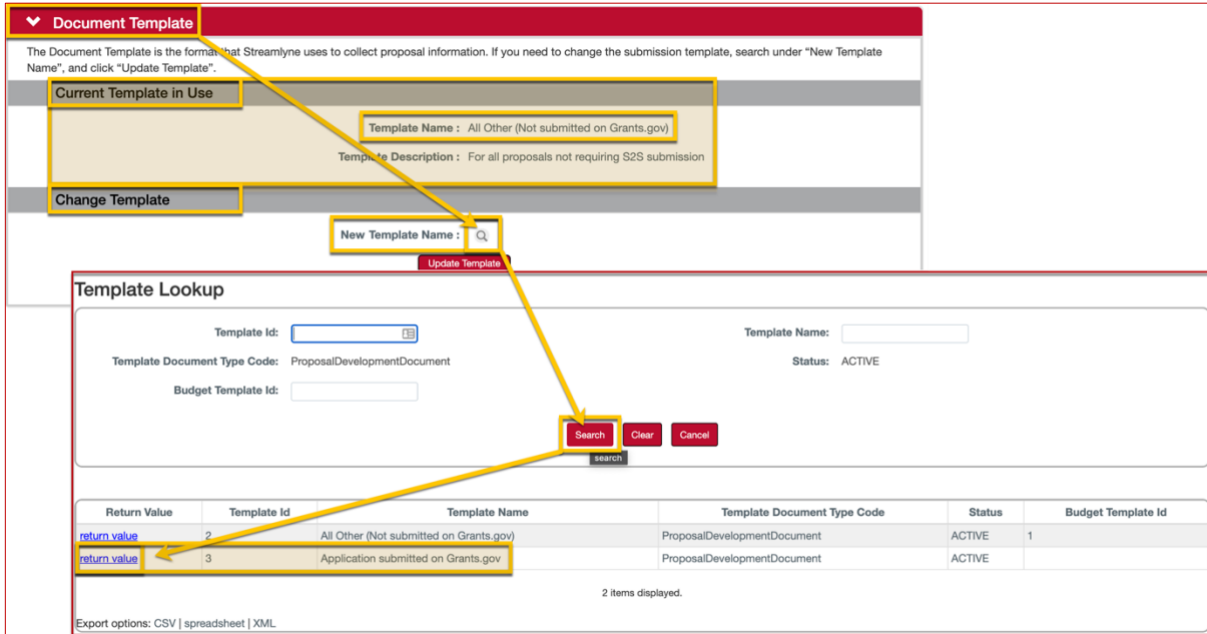 Document Template
The Document Template is the format that Streamlyne uses to collect proposal information. If you need to change the submission template, search under “New Template
Name”, and click “Update Template”.
Current Template in Use
Template Name : All Other (Not submitted on Grants.gov)
Template Description : For all proposals not requiring S2S submission
Change Template
New Template Name :
Update Template
Template Lookup
Template Id: Template Name:
Template Document Type Code: ProposalDevelopmentDocument Status: ACTIVE
Budget Template Id:
Search Clear Cancel
search
Return Value Template Id Template Name Template Document Type Code Status Budget Template Id
return value 2 All Other (Not submitted on Grants.gov) ProposalDevelopmentDocument ACTIVE 1
return value 3 Application submitted on Grants.gov ProposalDevelopmentDocument ACTIVE
2 items displayed.
Export options: CSV | spreadsheet | XML